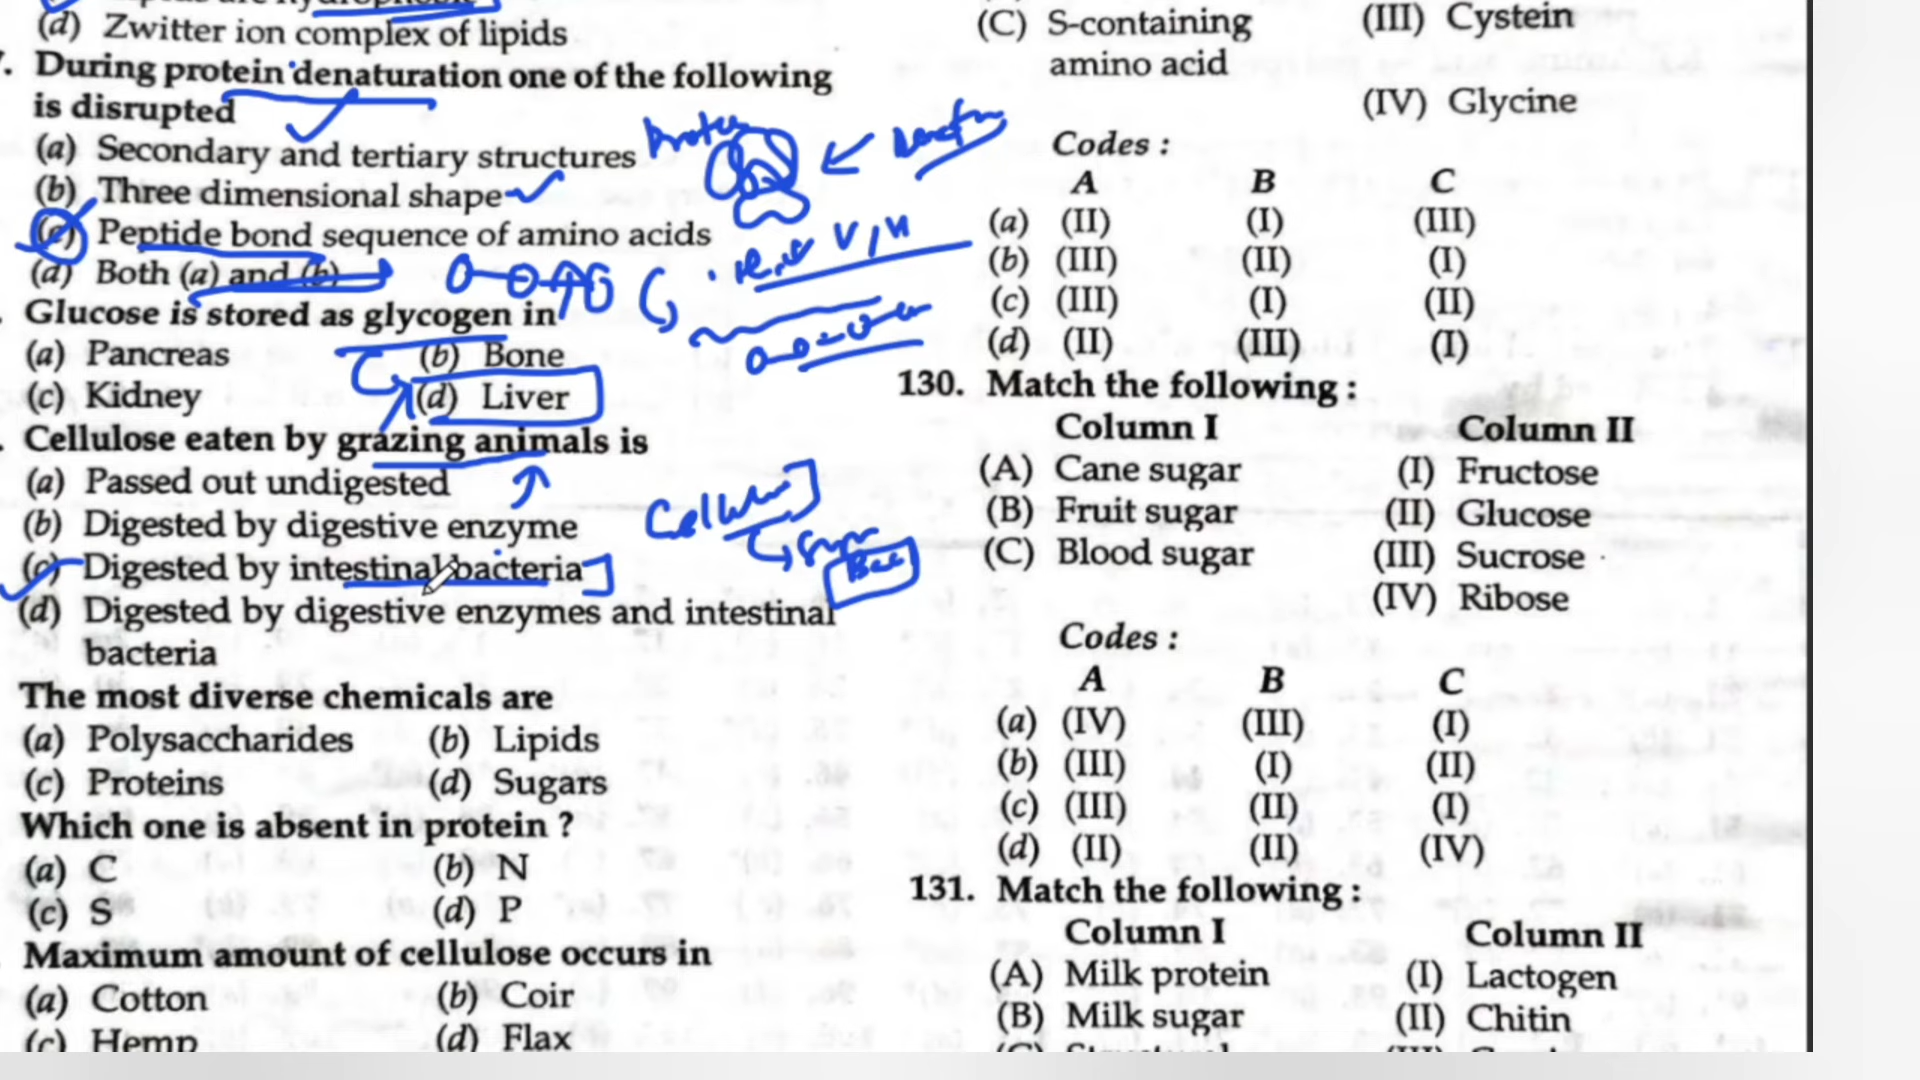 (d) Zwitter ion complex of lipids
. During protein denaturation one of the following
is disrupted
(a) Secondary and tertiary structures
(b) Three dimensional shape
(c) Peptide bond sequence of amino acids
(d) Both (a) and (b)
. Glucose is stored as glycogen in
(a) Pancreas (b) Bone
(c) Kidney (d) Liver
. Cellulose eaten by grazing animals is
(a) Passed out undigested
(b) Digested by digestive enzyme
(c) Digested by intestinal bacteria
(d) Digested by digestive enzymes and intestinal
bacteria
The most diverse chemicals are
(a) Polysaccharides (b) Lipids
(c) Proteins (d) Sugars
Which one is absent in protein ?
(a) C (b) N
(c) S (d) P
. Maximum amount of cellulose occurs in
(a) Cotton (b) Coir
(c) Hemp (d) Flax
(C) S-containing (III) Cystein
amino acid
(IV) Glycine
Codes :
A B C
(a) (II) (I) (III)
(b) (III) (II) (I)
(c) (III) (I) (II)
(d) (II) (III) (I)
130. Match the following :
Column I Column II
(A) Cane sugar (I) Fructose
(B) Fruit sugar (II) Glucose
(C) Blood sugar (III) Sucrose
(IV) Ribose
Codes :
A B C
(a) (IV) (III) (I)
(b) (III) (I) (II)
(c) (III) (II) (I)
(d) (II) (II) (IV)
131. Match the following :
Column I Column II
(A) Milk protein (I) Lactogen
(B) Milk sugar (II) Chitin